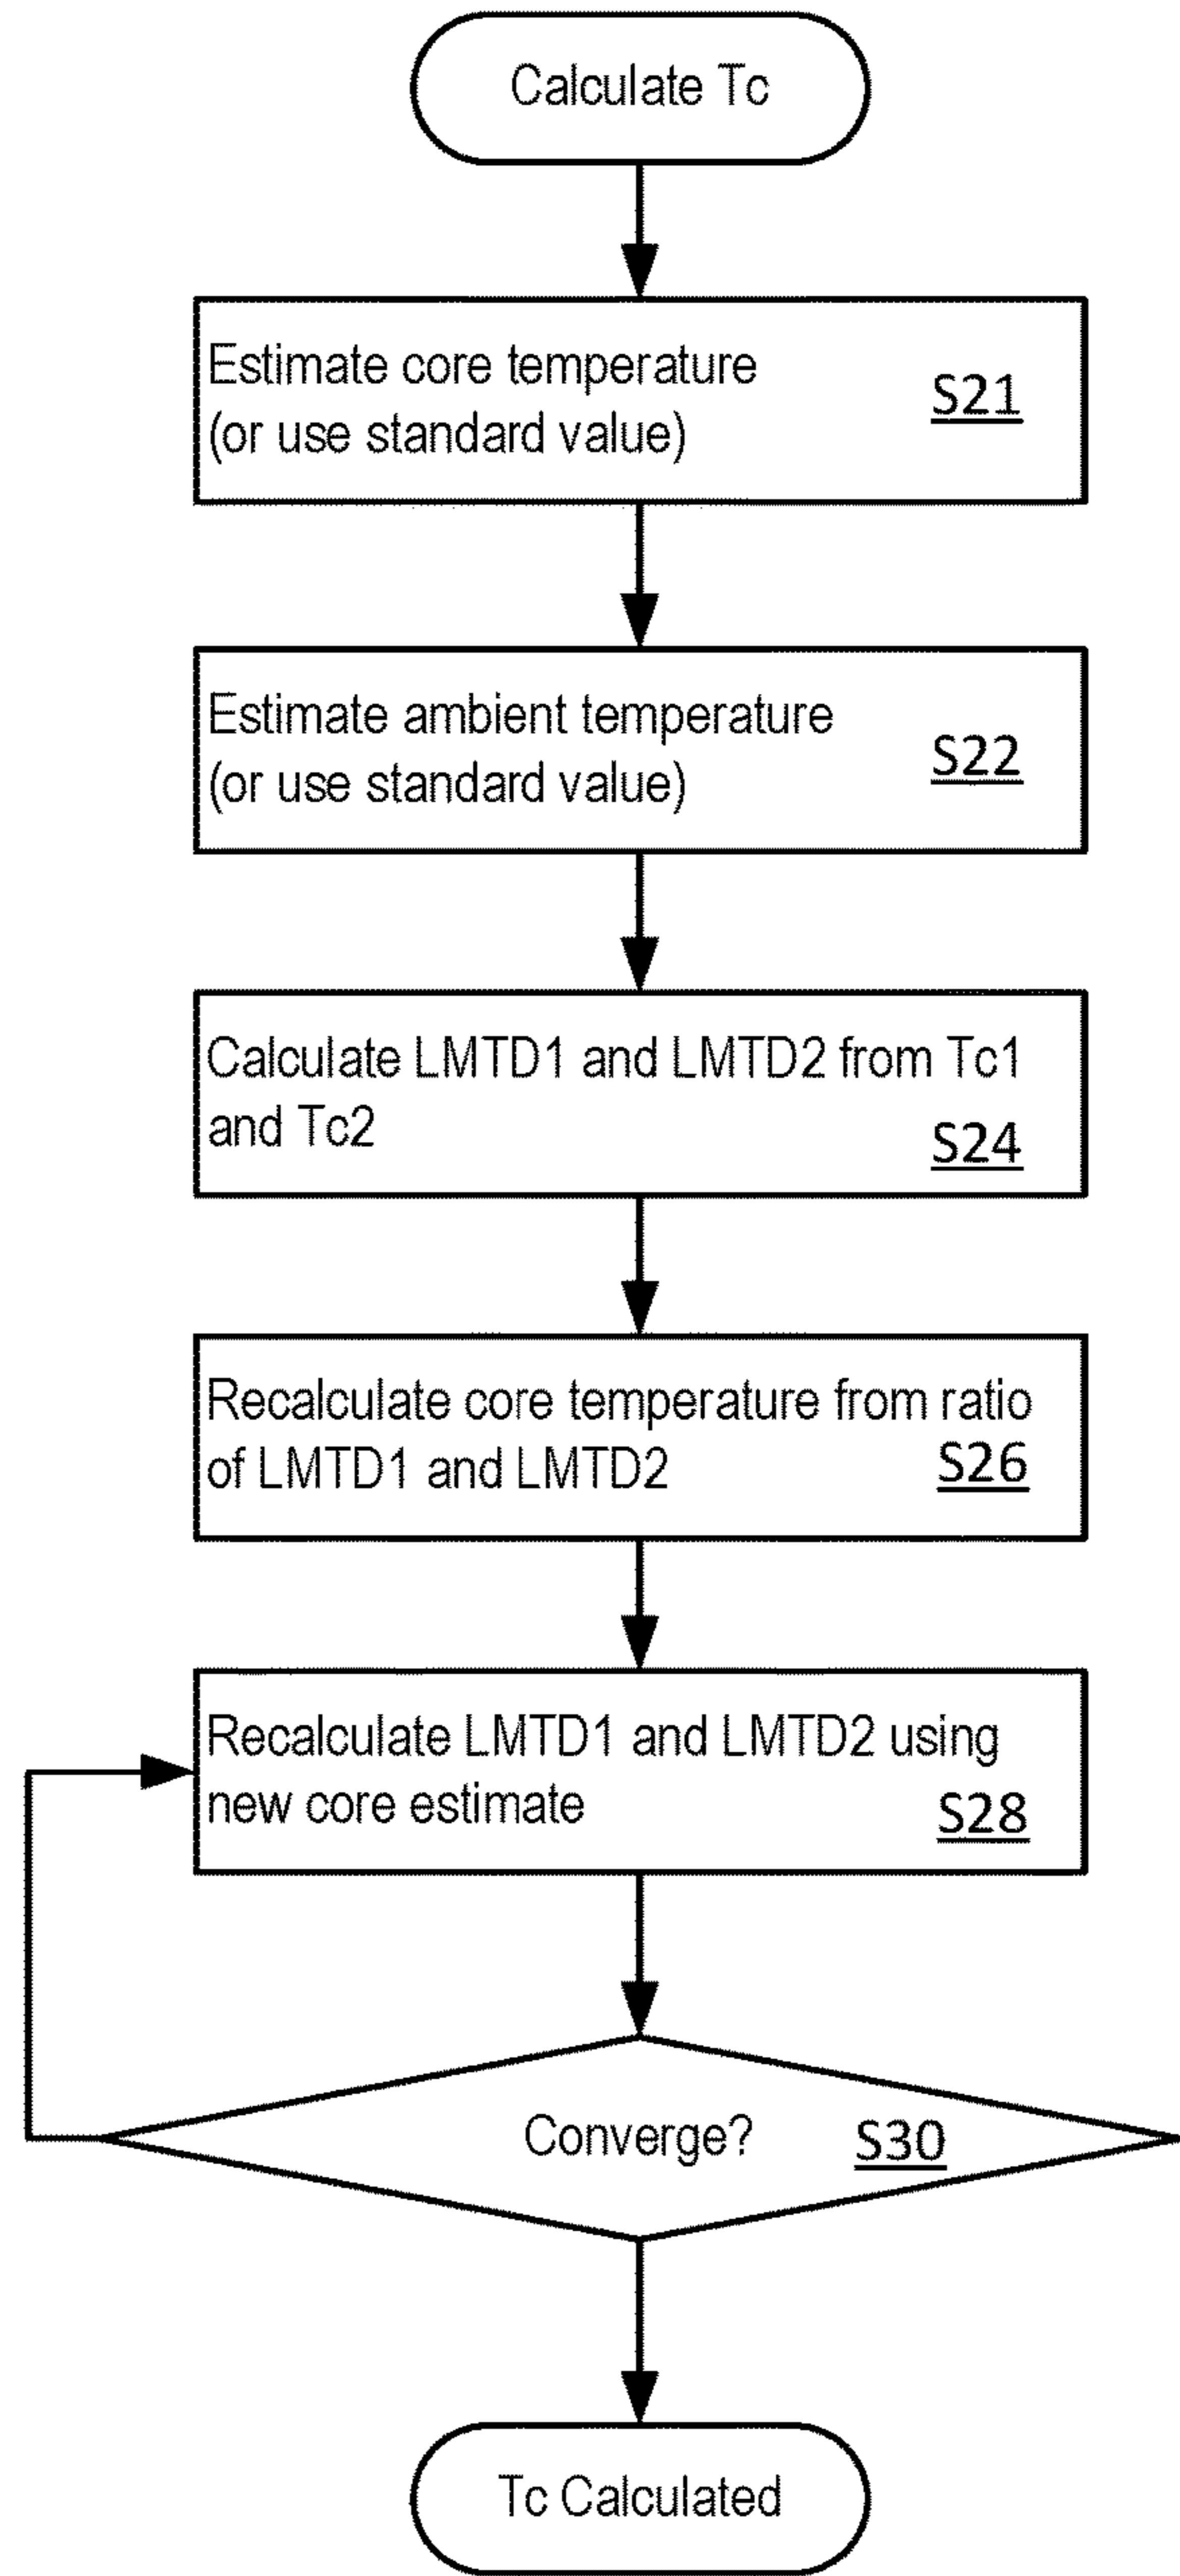 Calculate Tc
Estimate core temperature
(or use standard value)
S21
Estimate ambient temperature
(or use standard value)
S22
Calculate LMTD1 and LMTD2 from Tc1
and Tc2
S24
Recalculate core temperature from ratio
of LMTD1 and LMTD2
S26
Recalculate LMTD1 and LMTD2 using
new core estimate
S28
Converge? S30
Tc Calculated